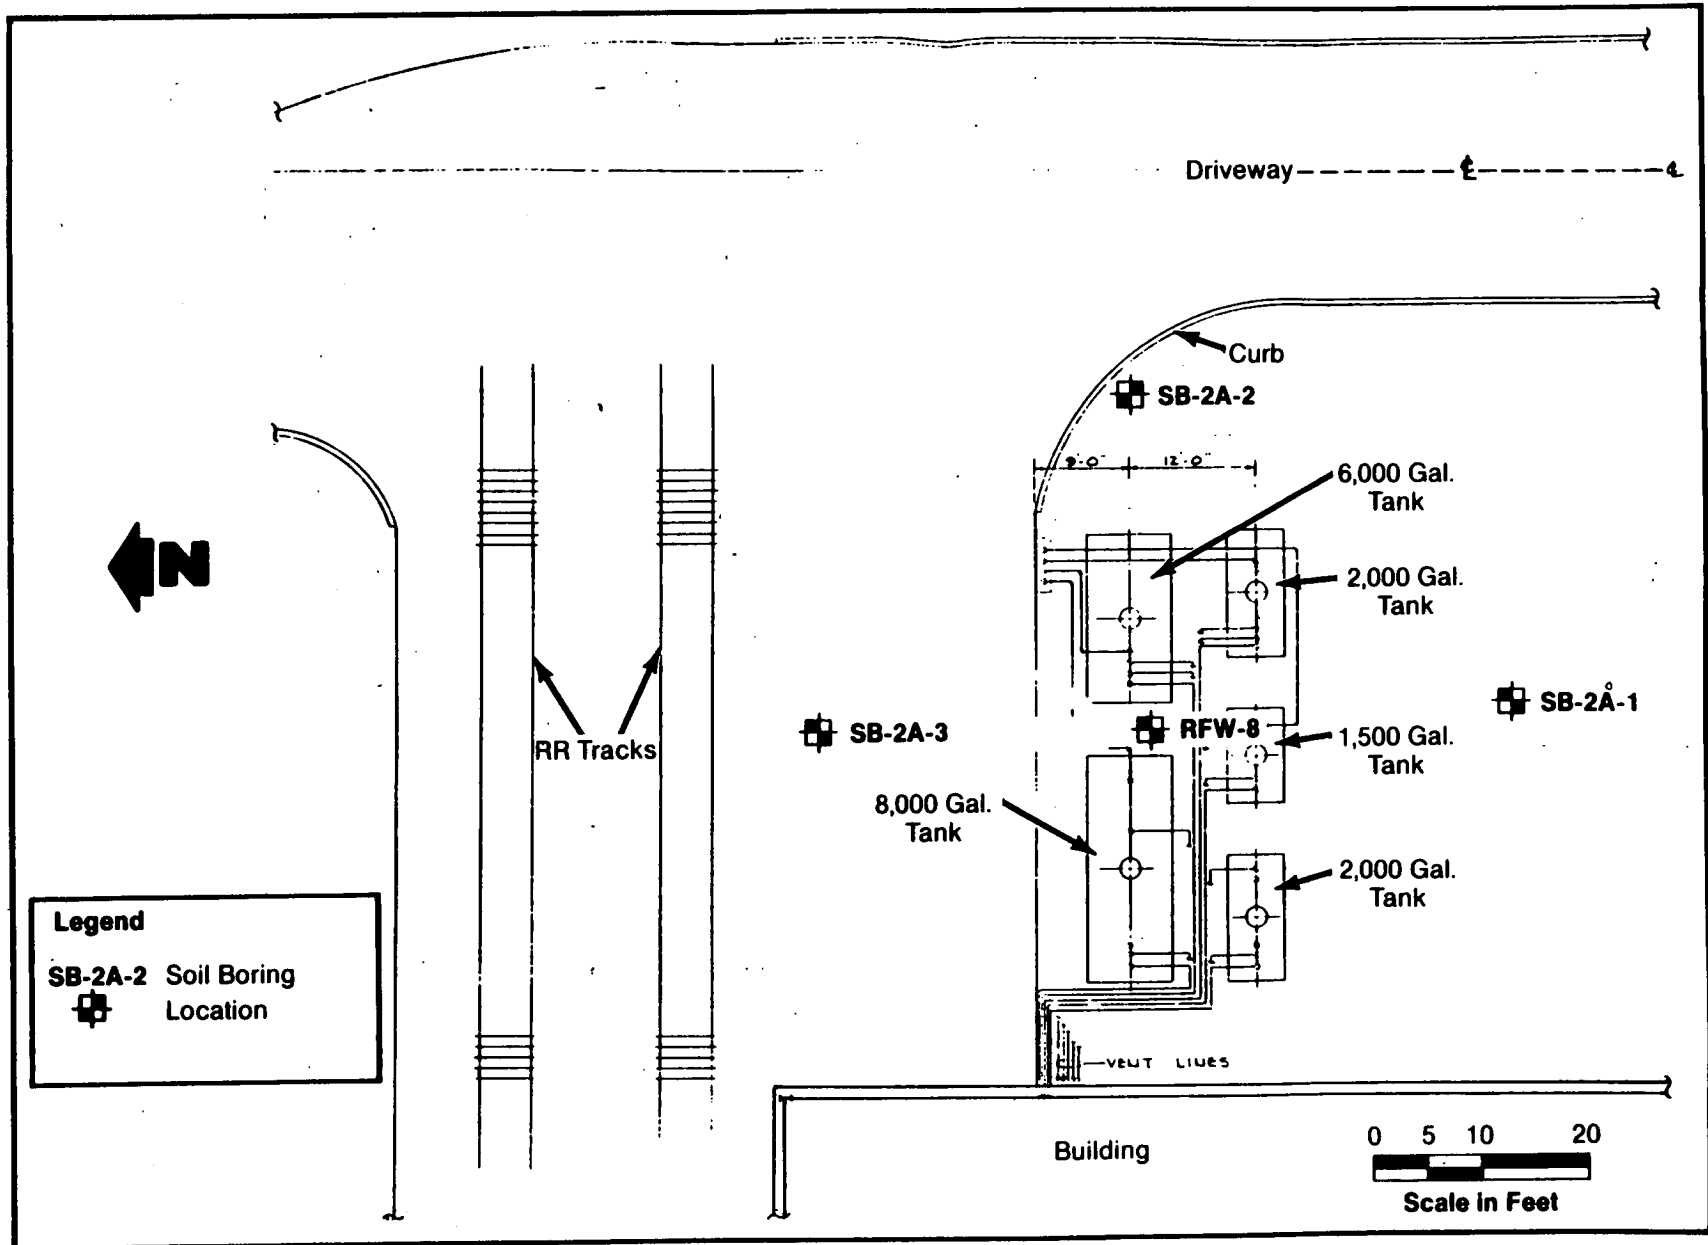 Driveway
Curb
SB-2A-2
9'-0" 12'-0"
6,000 Gal.
Tank
N
2,000 Gal.
Tank
SB-2A-1
SB-2A-3
RFW-8
RR Tracks
1,500 Gal.
Tank
8,000 Gal.
Tank
2,000 Gal.
Tank
Legend
SB-2A-2 Soil Boring
Location
VENT LINES
Building
0 5 10 20
Scale in Feet